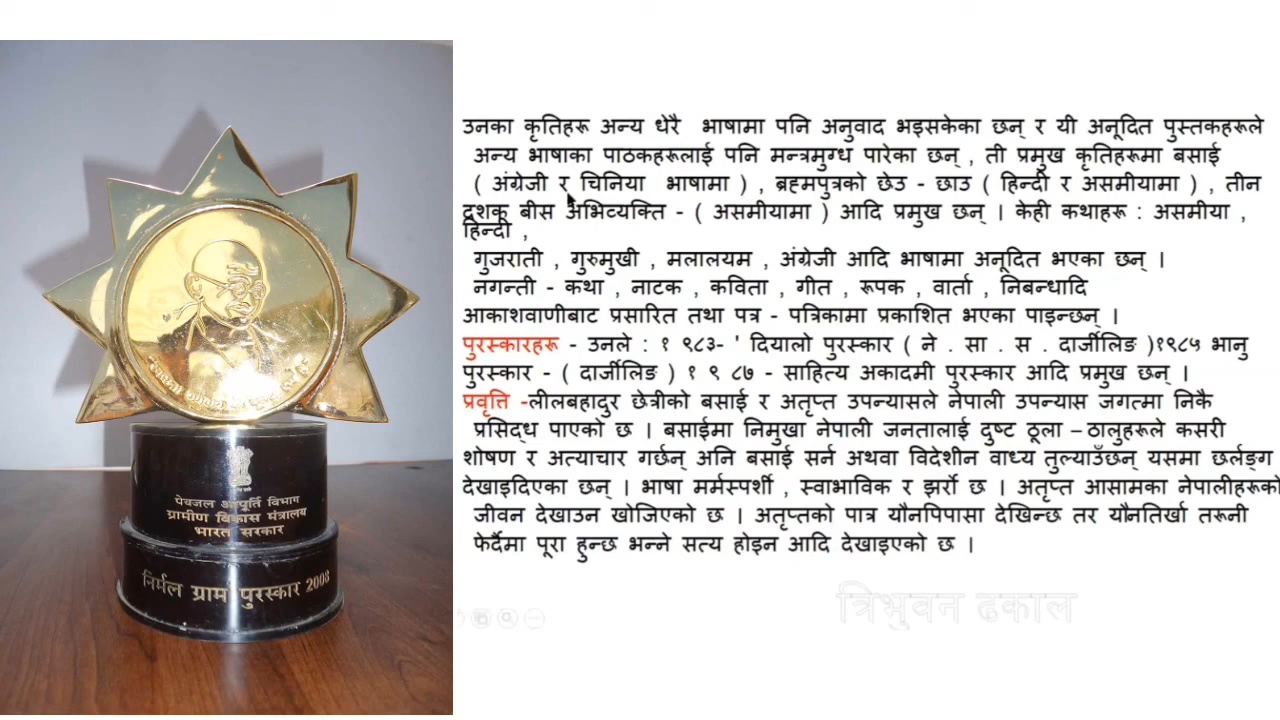 उनका कृतिहरू अन्य धेरै भाषामा पनि अनुवाद भइसकेका छन् र यी अनूदित पुस्तकहरूले
अन्य भाषाका पाठकहरूलाई पनि मन्त्रमुग्ध पारेका छन् , ती प्रमुख कृतिहरूमा बसाई
( अंग्रेजी र चिनिया भाषामा ) , ब्रह्मपुत्रको छेउ - छाउ ( हिन्दी र असमीयामा ) , तीन
दशक बीस अभिव्यक्ति - ( असमीयामा ) आदि प्रमुख छन् । केही कथाहरू : असमीया ,
हिन्दी ,
गुजराती , गुरुमुखी , मलालयम , अंग्रेजी आदि भाषामा अनूदित भएका छन् ।
नगन्ती - कथा , नाटक , कविता , गीत , रूपक , वार्ता , निबन्धादि
आकाशवाणीबाट प्रसारित तथा पत्र - पत्रिकामा प्रकाशित भएका पाइन्छन् ।
पुरस्कारहरू - उनले : १ ९८३- ' दियालो पुरस्कार ( ने . सा . स . दार्जीलिङ )१९८५ भानु
पुरस्कार - ( दार्जीलिङ ) १ ९ ८७ - साहित्य अकादमी पुरस्कार आदि प्रमुख छन् ।
प्रवृत्ति -लीलबहादुर छेत्रीको बसाई र अतृप्त उपन्यासले नेपाली उपन्यास जगत्मा निकै
प्रसिद्ध पाएको छ । बसाईमा निमुखा नेपाली जनतालाई दुष्ट ठूला – ठालुहरूले कसरी
शोषण र अत्याचार गर्छन् अनि बसाई सर्न अथवा विदेशीन वाध्य तुल्याउँछन् यसमा छर्लङ्ग
देखाइदिएका छन् । भाषा मर्मस्पर्शी , स्वाभाविक र झर्रो छ । अतृप्त आसामका नेपालीहरूको
जीवन देखाउन खोजिएको छ । अतृप्तको पात्र यौनपिपासा देखिन्छ तर यौनतिर्खा तरूनी
फेर्दैमा पूरा हुन्छ भन्ने सत्य होइन आदि देखाइएको छ ।
त्रिभुवन ढकाल
पेयजल आपूर्ति विभाग
ग्रामीण विकास मंत्रालय
भारत सरकार
निर्मल ग्राम पुरस्कार 2008